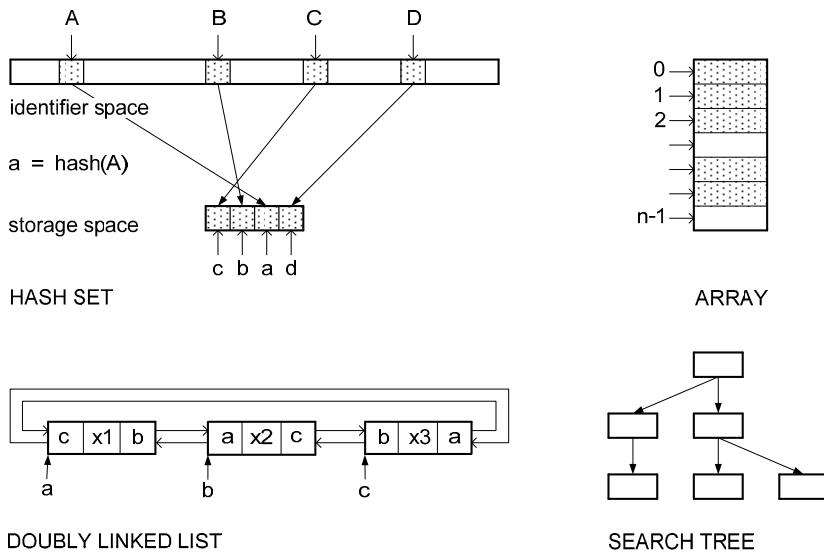 A B C D
identifier space
a = hash(A)
storage space
c b a d
HASH SET
0
1
2
n-1
ARRAY
c x1 b a x2 c b x3 a
a b c
DOUBLY LINKED LIST
SEARCH TREE